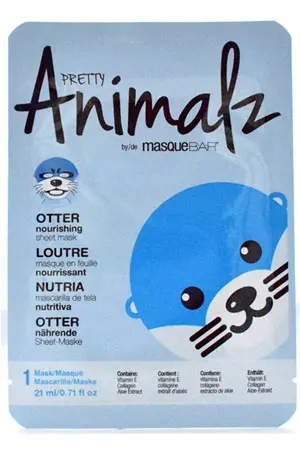 PRETTY
Animalz
by/de masqueBAR®
OTTER
nourishing
sheet mask
LOUTRE
masque en feuille
nourrissant
NUTRIA
mascarilla de tela
nutritiva
OTTER
nährende
Sheet-Maske
1 Mask/Masque
Mascarilla/Maske
21 ml/0.71 fl oz
Contains:
Vitamin E
Collagen
Aloe Extract
Contient :
vitamine E
collagène
extrait d'aloès
Contiene:
vitamina E
colágeno
extracto de aloe
Enthält:
Vitamin E
Collagen
Aloe-Extract